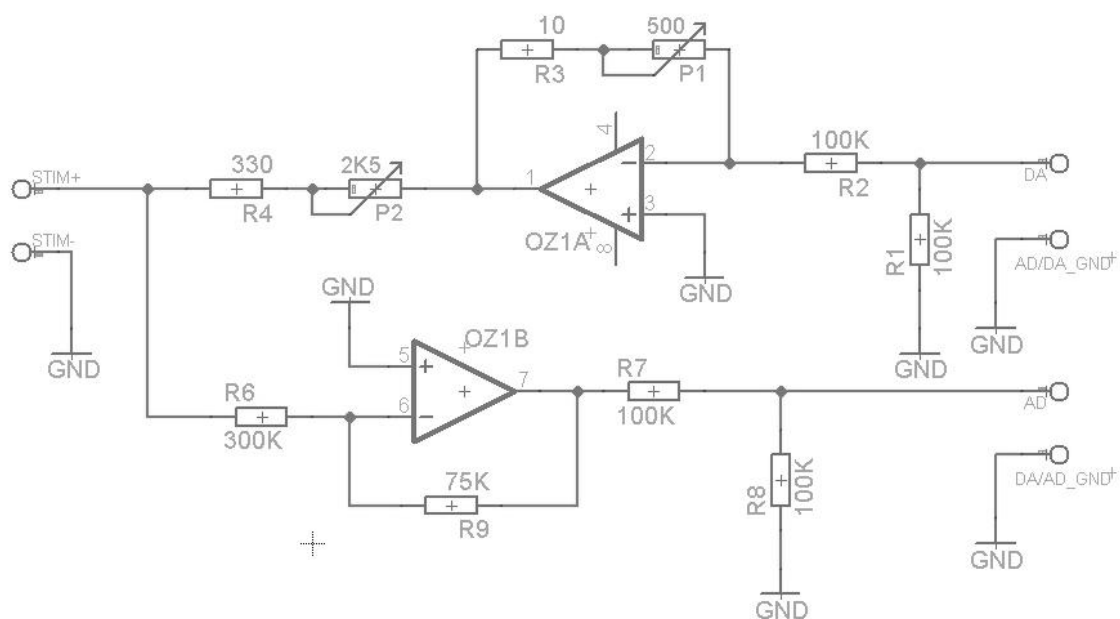 10
500
R3
P1
4
100K
2
R2
DA
330
2K5
1
3
R4
P2
STIM+
OZ1A
8
R1
100K
STIM-
GND
AD/DA_GND
GND
GND
GND
GND
OZ1B
5
7
6
R7
100K
AD
R6
300K
75K
R9
R8
100K
DA/AD_GND
GND
GND